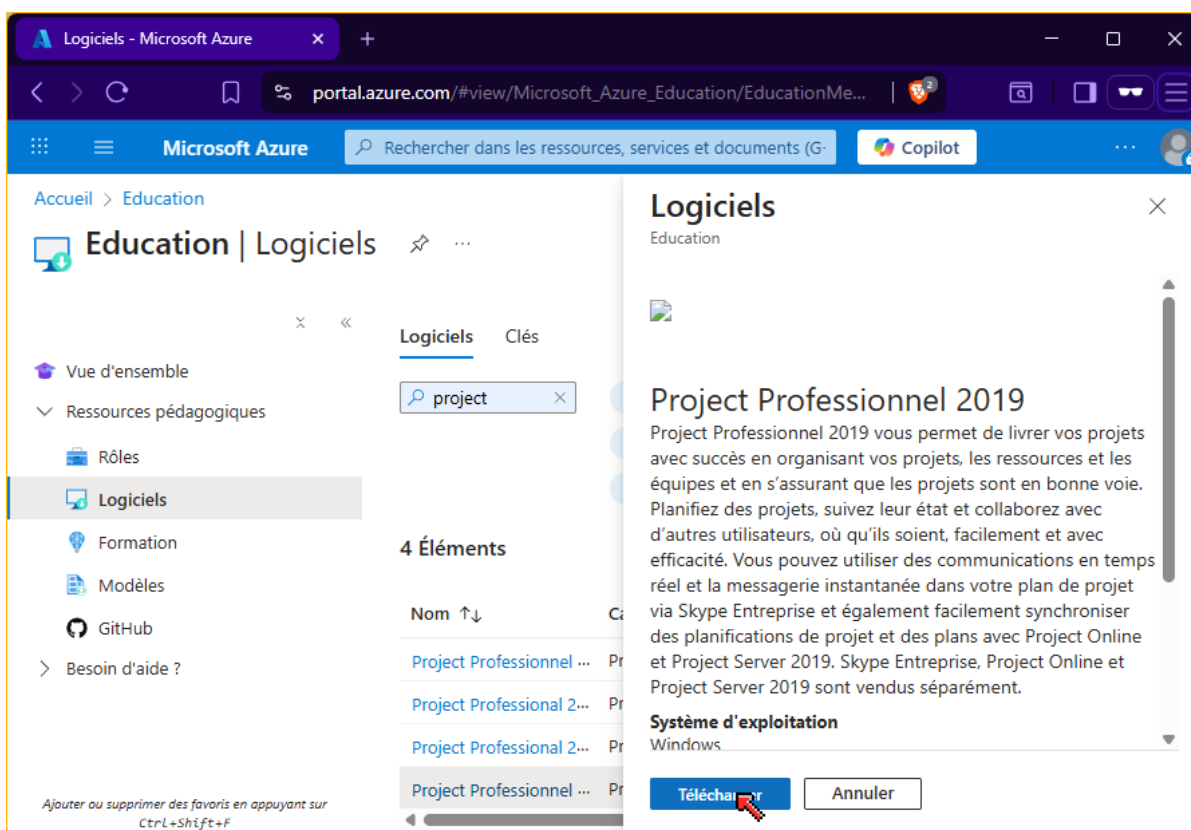 Logiciels - Microsoft Azure
portal.azure.com/#view/Microsoft_Azure_Education/EducationMe...
2
Microsoft Azure
Rechercher dans les ressources, services et documents (G-
Copilot
...
Accueil > Education
Education | Logiciels
...
Vue d'ensemble
Ressources pédagogiques
Rôles
Logiciels
Formation
Modèles
GitHub
Besoin d'aide ?
Ajouter ou supprimer des favoris en appuyant sur
Ctrl+Shift+F
Logiciels Clés
project
4 Éléments
Nom ↑↓
Project Professionnel ... Pr
Project Professional 2... Pr
Project Professional 2... Pr
Project Professionnel ... Pr
Logiciels
Education
Project Professionnel 2019
Project Professionnel 2019 vous permet de livrer vos projets
avec succès en organisant vos projets, les ressources et les
équipes et en s'assurant que les projets sont en bonne voie.
Planifiez des projets, suivez leur état et collaborez avec
d'autres utilisateurs, où qu'ils soient, facilement et avec
efficacité. Vous pouvez utiliser des communications en temps
réel et la messagerie instantanée dans votre plan de projet
via Skype Entreprise et également facilement synchroniser
des planifications de projet et des plans avec Project Online
et Project Server 2019. Skype Entreprise, Project Online et
Project Server 2019 sont vendus séparément.
Système d'exploitation
Windows
Télécharger
Annuler